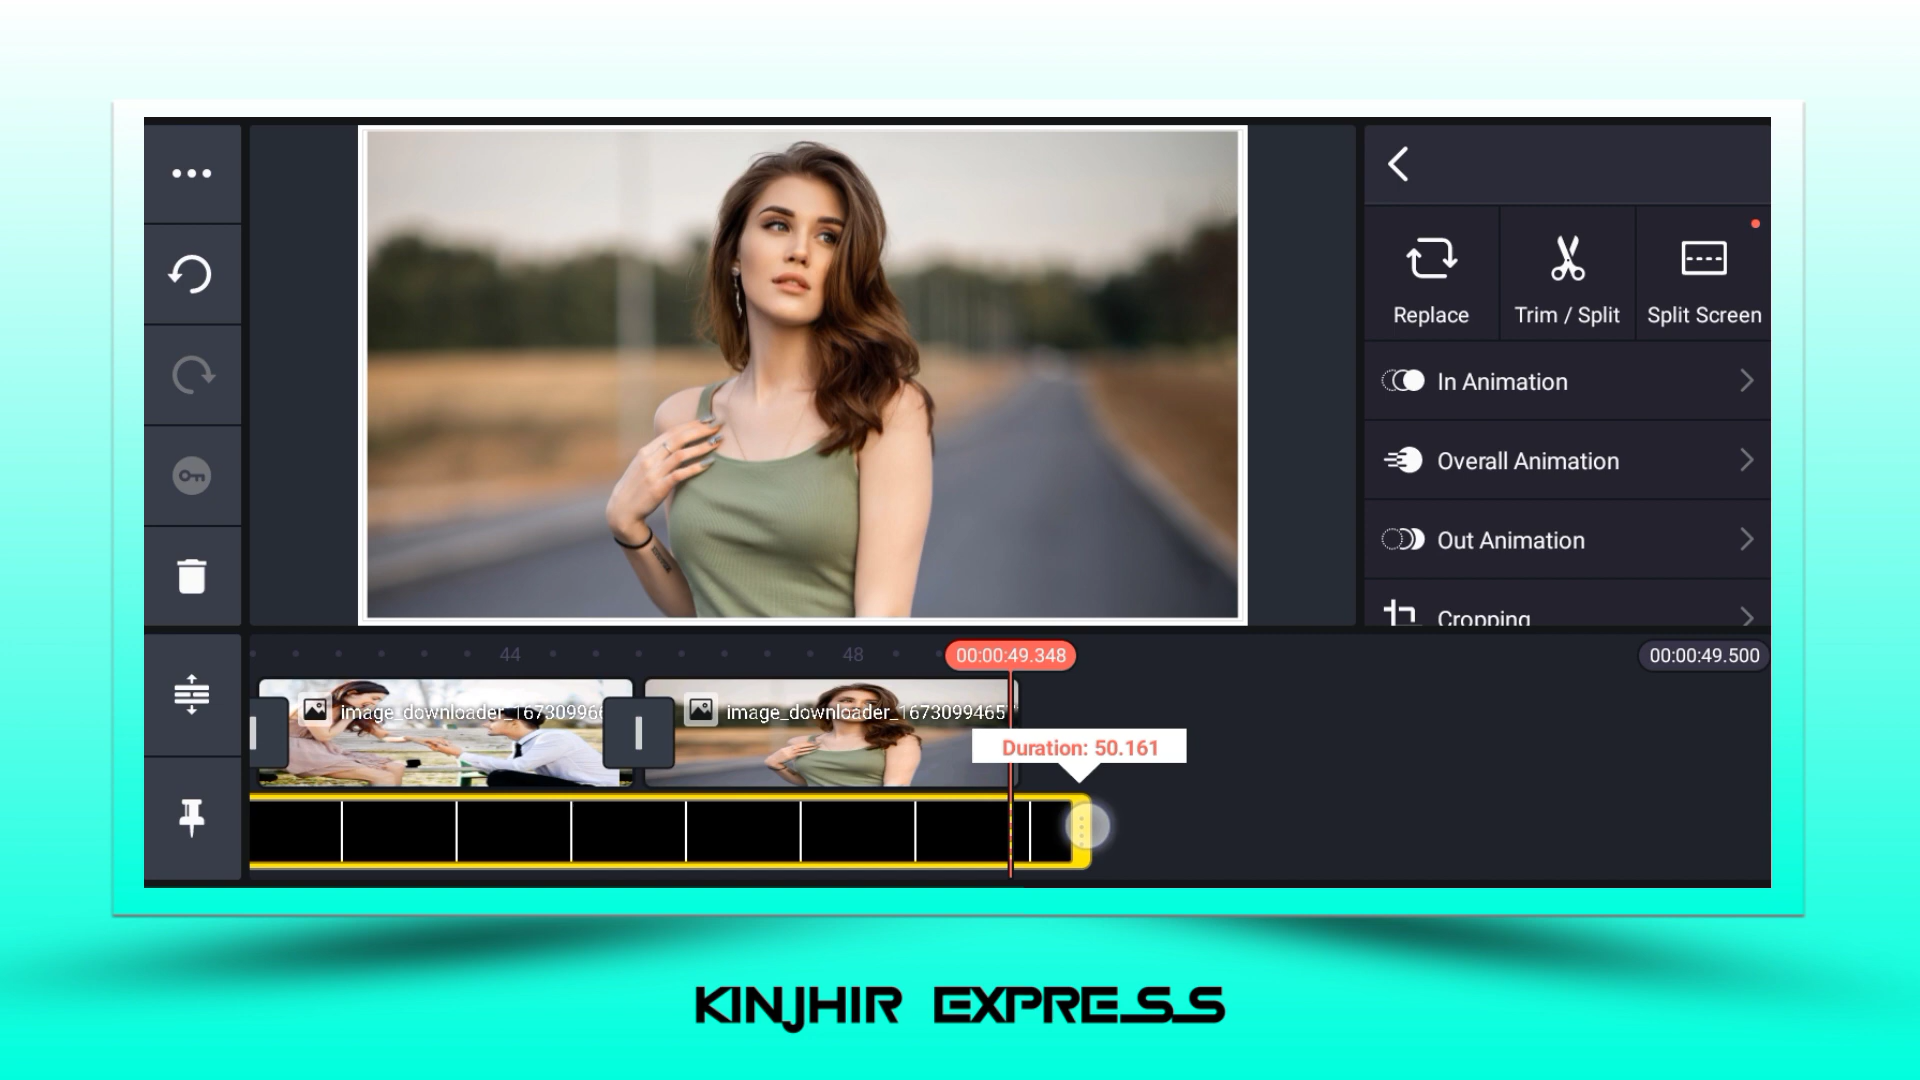 Replace
Trim / Split
Split Screen
In Animation
Overall Animation
Out Animation
Cropping
44
48
00:00:49.348
00:00:49.500
image_downloader_16730996
image_downloader_1673099465
Duration: 50.161
KINJHIR EXPRESS